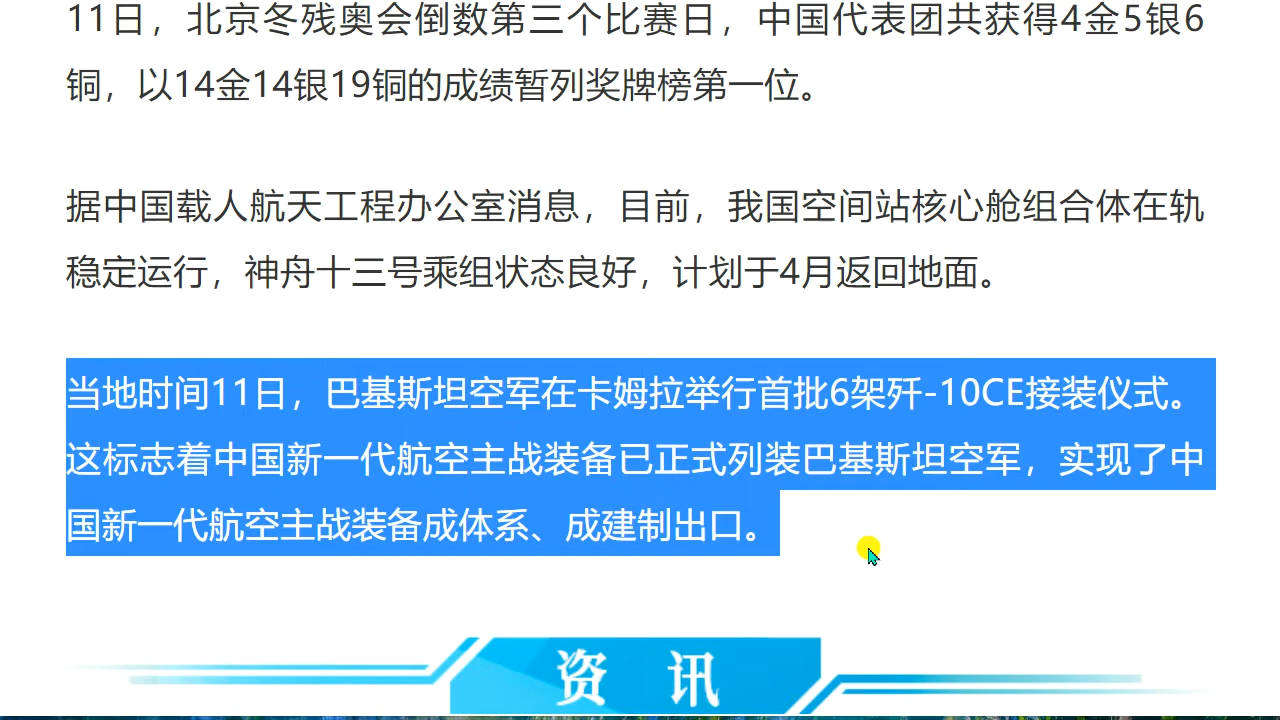 11日，北京冬残奥会倒数第三个比赛日，中国代表团共获得4金5银6
铜，以14金14银19铜的成绩暂列奖牌榜第一位。
据中国载人航天工程办公室消息，目前，我国空间站核心舱组合体在轨
稳定运行，神舟十三号乘组状态良好，计划于4月返回地面。
当地时间11日，巴基斯坦空军在卡姆拉举行首批6架歼-10CE接装仪式。
这标志着中国新一代航空主战装备已正式列装巴基斯坦空军，实现了中
国新一代航空主战装备成体系、成建制出口。
资 讯